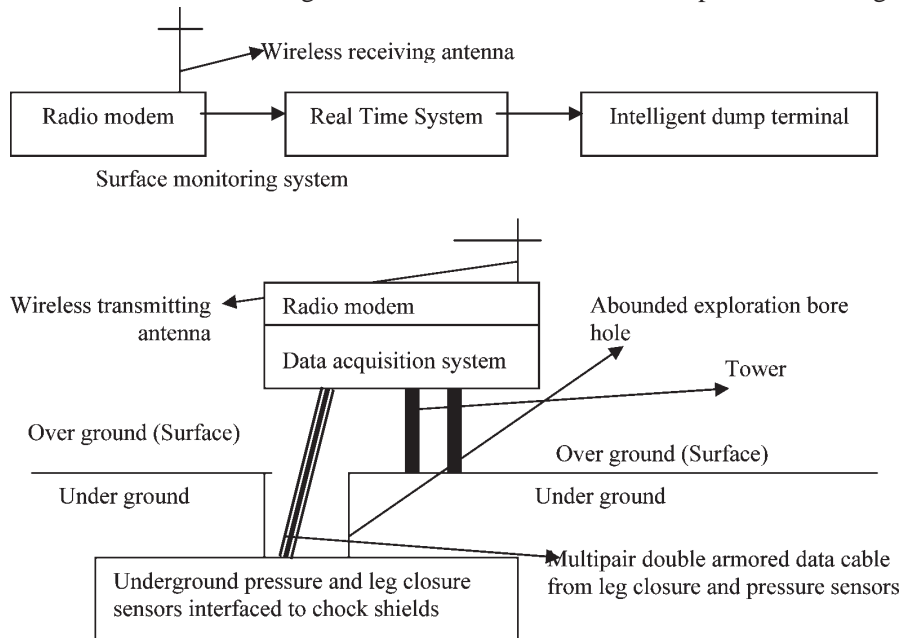 Wireless receiving antenna
Radio modem
Real Time System
Intelligent dump terminal
Surface monitoring system
Wireless transmitting
antenna
Radio modem
Data acquisition system
Abounded exploration bore
hole
Tower
Over ground (Surface)
Over ground (Surface)
Under ground
Under ground
Multipair double armored data cable
from leg closure and pressure sensors
Underground pressure and leg closure
sensors interfaced to chock shields